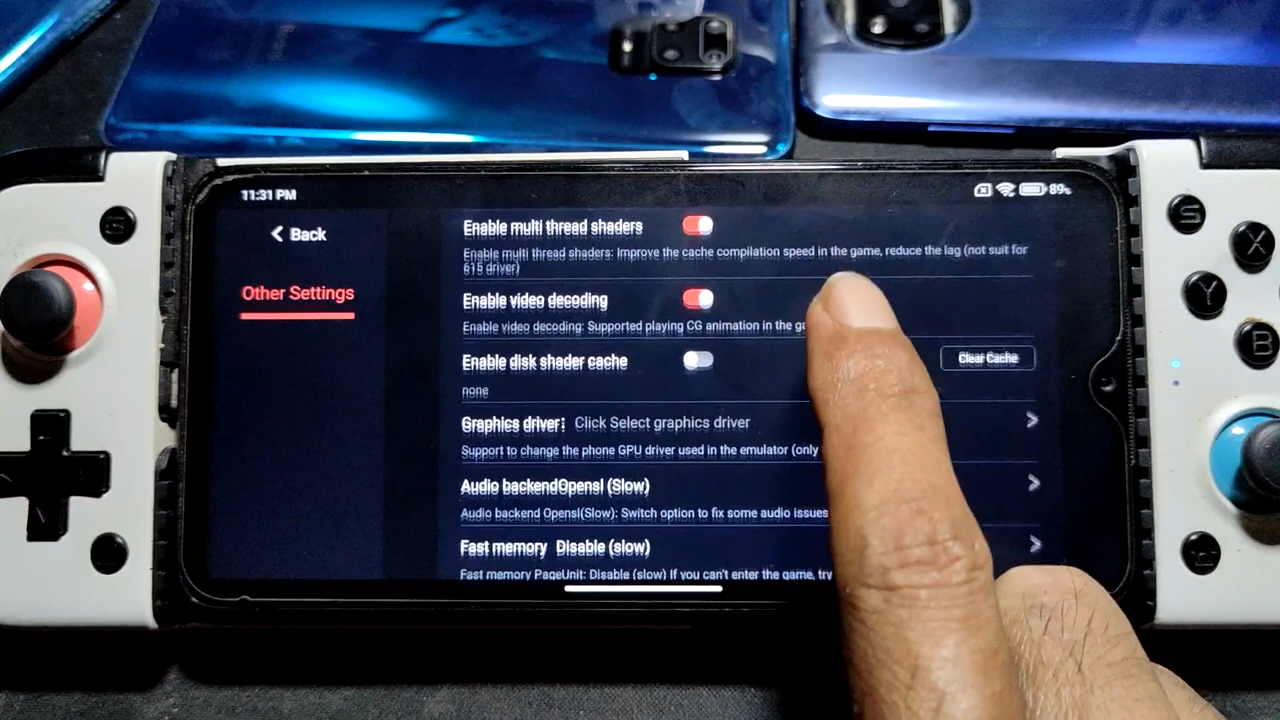 11:31 PM
89%
Back
Other Settings
Enable multi thread shaders
Enable multi thread shaders: Improve the cache compilation speed in the game, reduce the lag (not suit for
615 driver)
Enable video decoding
Enable video decoding: Supported playing CG animation in the
Enable disk shader cache
Clear Cache
none
Graphics driver: Click Select graphics driver
Support to change the phone GPU driver used in the emulator (only
Audio backendOpensl (Slow)
Audio backend Opensl(Slow): Switch option to fix some audio issues
Fast memory Disable (slow)
Fast memory PageUnit: Disable (slow) If you can't enter the game, try
S
X
Y
B